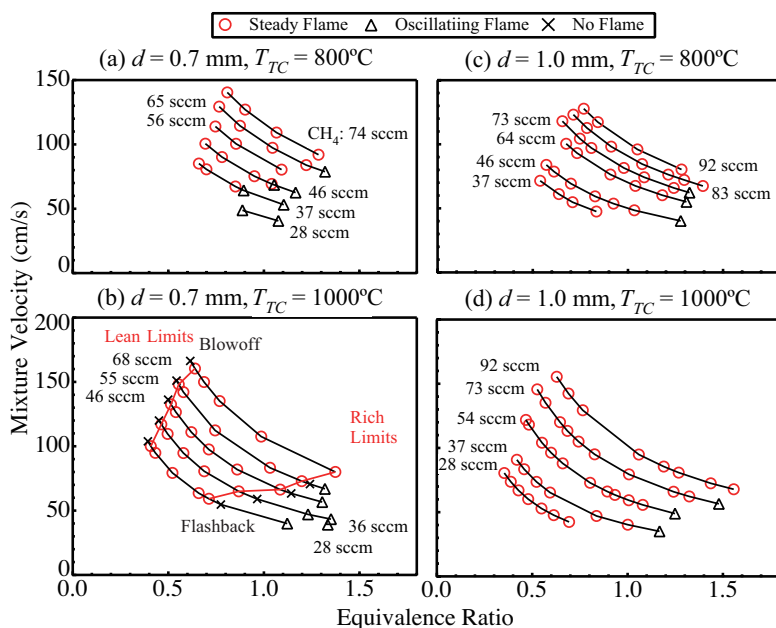 Steady Flame Oscillatiing Flame No Flame
(a) d = 0.7 mm, T_TC = 800ºC
150
100
50
0
65 sccm
56 sccm
CH4: 74 sccm
46 sccm
37 sccm
28 sccm
(c) d = 1.0 mm, T_TC = 800ºC
73 sccm
64 sccm
46 sccm
37 sccm
92 sccm
83 sccm
Mixture Velocity (cm/s)
(b) d = 0.7 mm, T_TC = 1000ºC
200
150
100
50
0
Lean Limits
Blowoff
68 sccm
55 sccm
46 sccm
Rich Limits
Flashback
36 sccm
28 sccm
0.0 0.5 1.0 1.5
(d) d = 1.0 mm, T_TC = 1000ºC
92 sccm
73 sccm
54 sccm
37 sccm
28 sccm
0.0 0.5 1.0 1.5
Equivalence Ratio